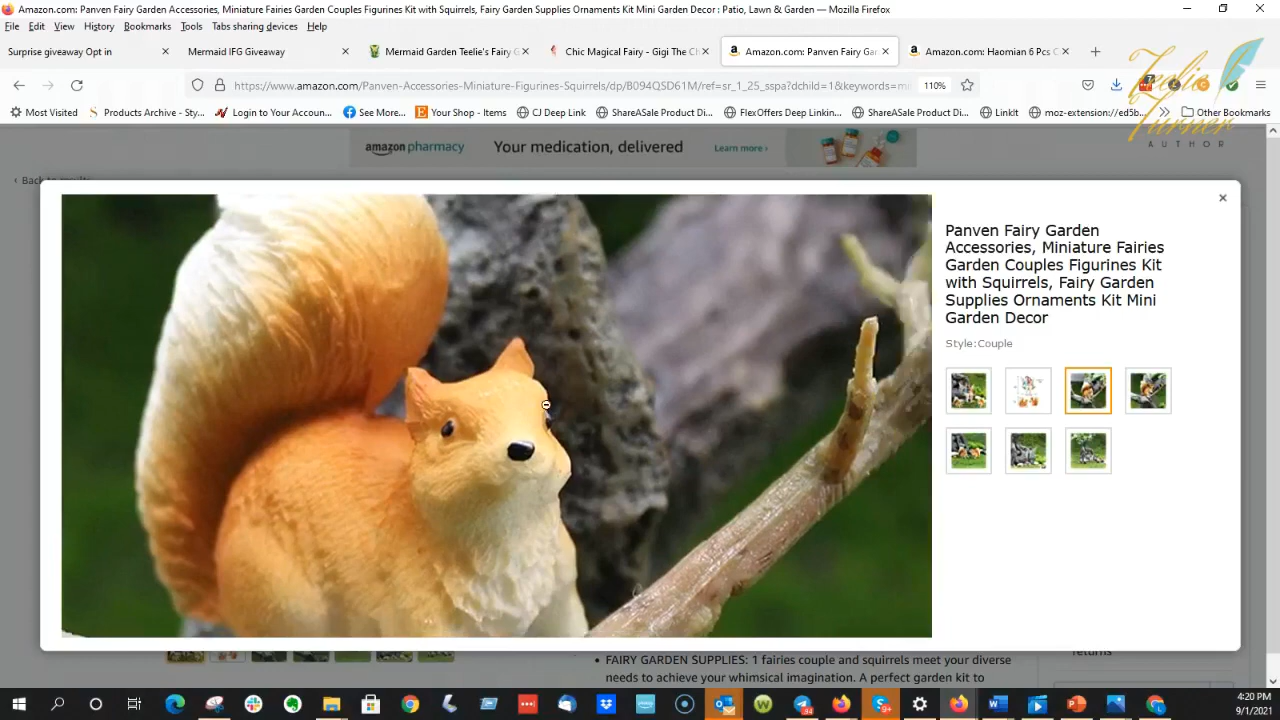 Amazon.com: Panven Fairy Garden Accessories, Miniature Fairies Garden Couples Figurines Kit with Squirrels, Fairy Garden Supplies Ornaments Kit Mini Garden Decor : Patio, Lawn & Garden — Mozilla Firefox
File Edit View History Bookmarks Tools Tabs sharing devices Help
Surprise giveaway Opt in
Mermaid IFG Giveaway
Mermaid Garden Teelie's Fairy G
Chic Magical Fairy - Gigi The Ch
Amazon.com: Panven Fairy Gar
Amazon.com: Haomian 6 Pcs C
https://www.amazon.com/Panven-Accessories-Miniature-Figurines-Squirrels/dp/B094QSD61M/ref=sr_1_25_sspa?dchild=1&keywords=m
110%
Teelie Turner
AUTHOR
Most Visited
Products Archive - Sty...
Login to Your Accoun...
See More...
Your Shop - Items
CJ Deep Link
ShareASale Product Di...
FlexOffers Deep Linkin...
ShareASale Product Di...
LinkIt
moz-extension://ed5b...
Other Bookmarks
amazon pharmacy
Your medication, delivered
Learn more ›
‹ Back to results
Panven Fairy Garden
Accessories, Miniature Fairies
Garden Couples Figurines Kit
with Squirrels, Fairy Garden
Supplies Ornaments Kit Mini
Garden Decor
Style:Couple
returns
• FAIRY GARDEN SUPPLIES: 1 fairies couple and squirrels meet your diverse
needs to achieve your whimsical imagination. A perfect garden kit to
4:20 PM
9/1/2021